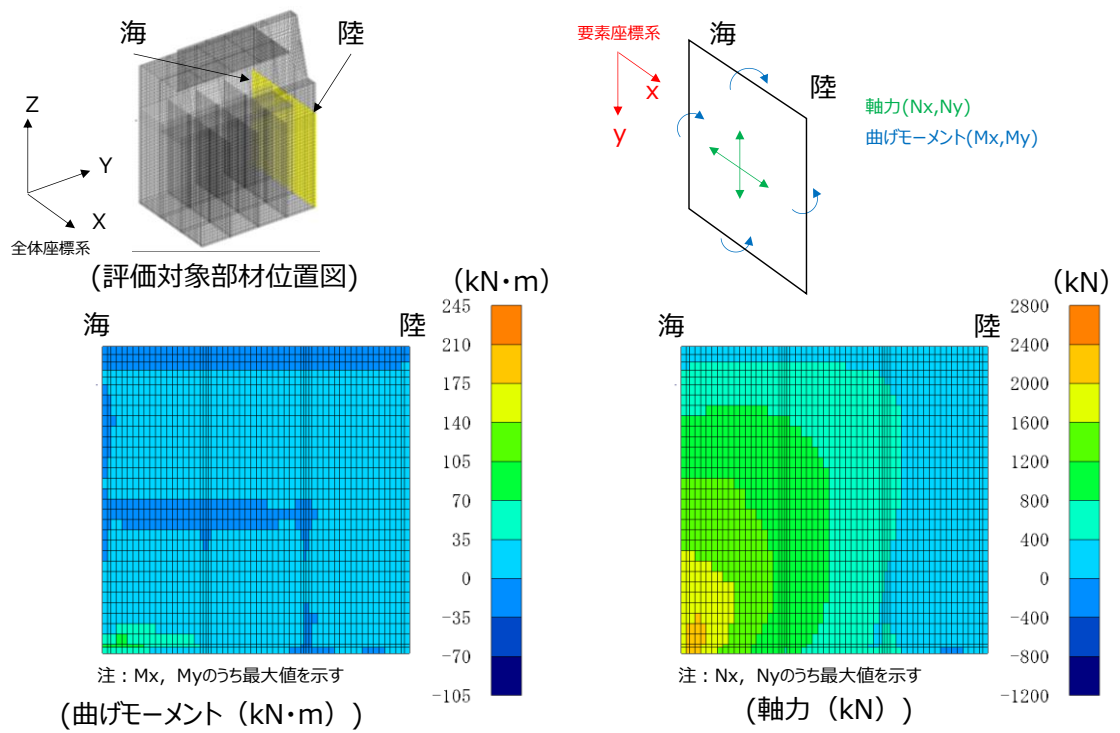 海
陸
Z
Y
X
全体座標系
(評価対象部材位置図)
要素座標系
x
y
海
陸
軸力(Nx,Ny)
曲げモーメント(Mx,My)
(kN・m)
海
陸
245
210
175
140
105
70
35
0
-35
-70
-105
注：Mx，Myのうち最大値を示す
(曲げモーメント（kN・m）)
(kN)
海
陸
2800
2400
2000
1600
1200
800
400
0
-400
-800
-1200
注：Nx，Nyのうち最大値を示す
(軸力（kN）)